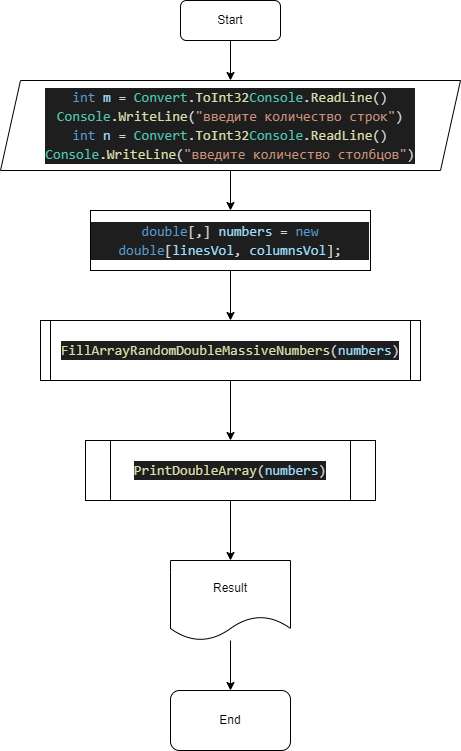 Start
int m = Convert.ToInt32Console.ReadLine()
Console.WriteLine("введите количество строк")
int n = Convert.ToInt32Console.ReadLine()
Console.WriteLine("введите количество столбцов")
double[,] numbers = new
double[linesVol, columnsVol];
FillArrayRandomDoubleMassiveNumbers(numbers)
PrintDoubleArray(numbers)
Result
End